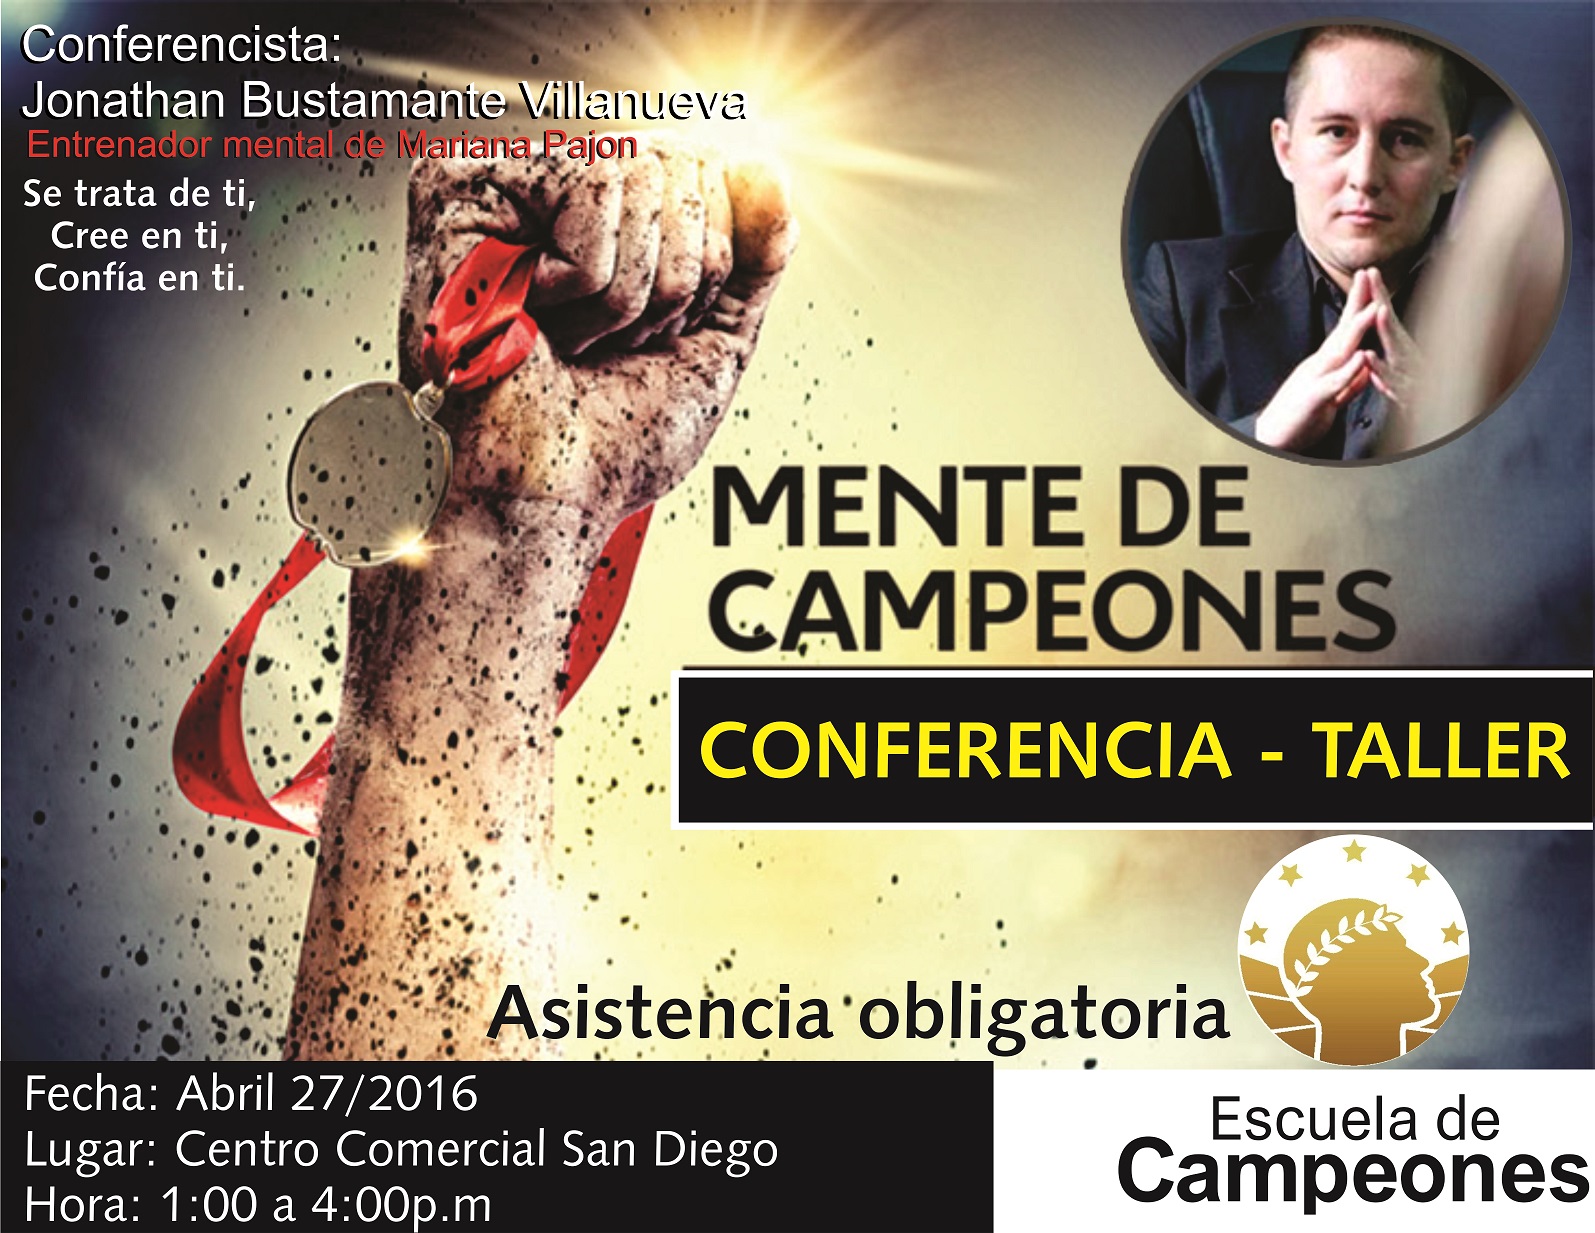 Conferencista:
Jonathan Bustamante Villanueva
Entrenador mental de Mariana Pajon
Se trata de ti,
Cree en ti,
Confía en ti.
MENTE DE
CAMPEONES
CONFERENCIA - TALLER
Asistencia obligatoria
Fecha: Abril 27/2016
Lugar: Centro Comercial San Diego
Hora: 1:00 a 4:00p.m
Escuela de
Campeones